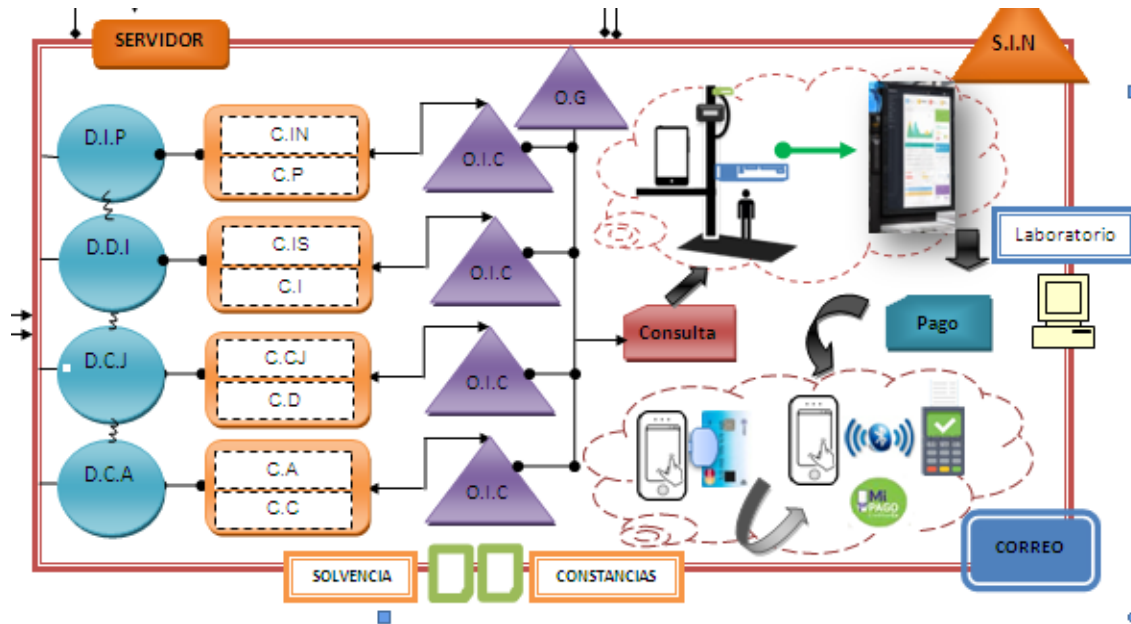 SERVIDOR
S.I.N
O.G
D.I.P
C.IN
C.P
O.I.C
D.D.I
C.IS
C.I
O.I.C
Laboratorio
D.C.J
C.CJ
C.D
O.I.C
Consulta
Pago
D.C.A
C.A
C.C
O.I.C
Mi
PAGO
SOLVENCIA
CONSTANCIAS
CORREO